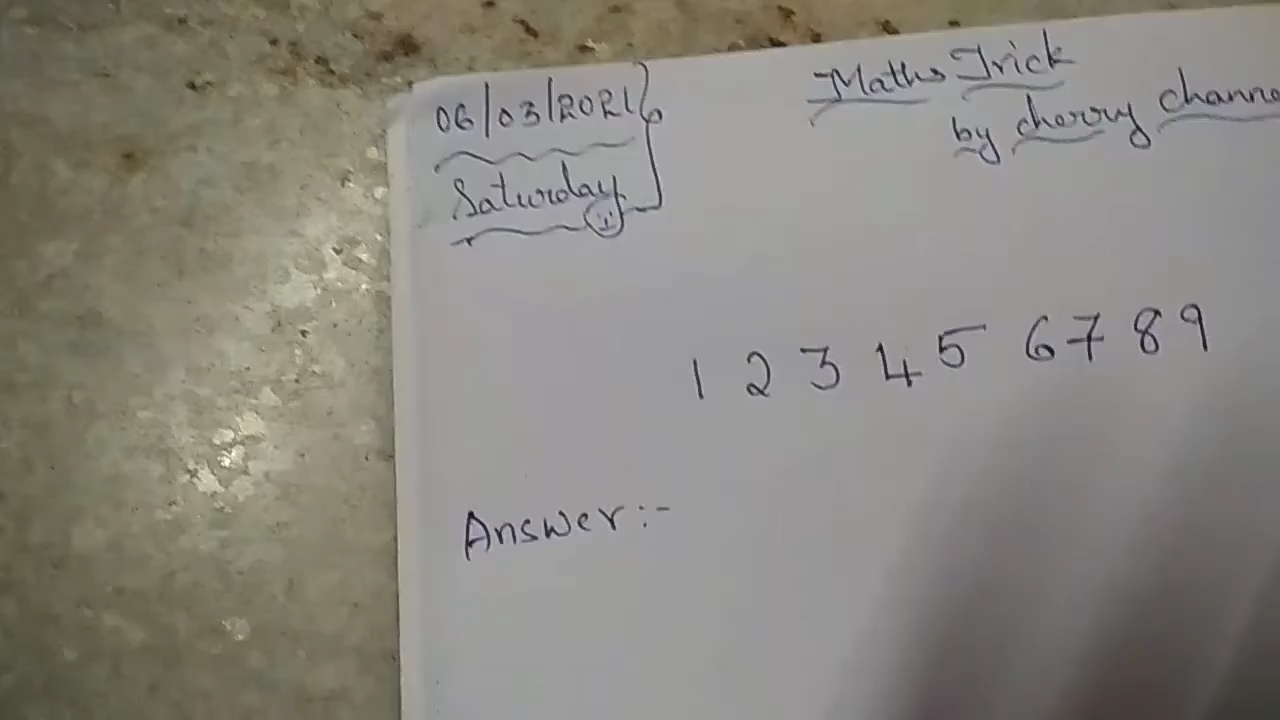 06/03/2021
Saturday
Maths Trick
by cherry channe
1 2 3 4 5 6 7 8 9
Answer:-